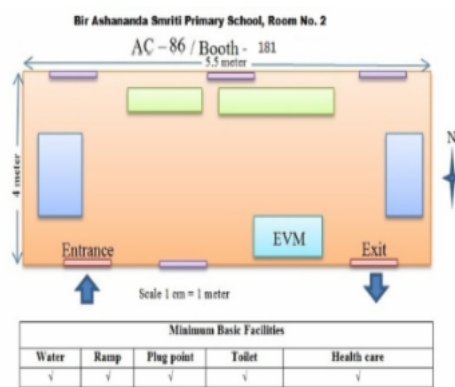 Bir Ashananda Smriti Primary School, Room No. 2
AC – 86 / Booth - 181
5.5 meter
4 meter
N
EVM
Entrance
Exit
Scale 1 cm = 1 meter
Minimum Basic Facilities
Water Ramp Plug point Toilet Health care
√ √ √ √ √